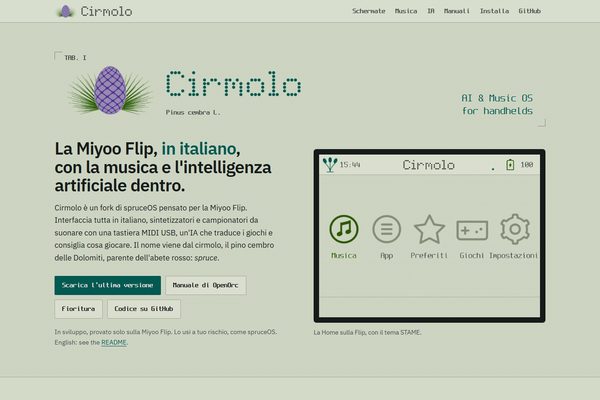 Cirmolo
Schermate Musica IA Manuali Installa GitHub
TAB. I
Cirmolo
Pinus cembra L.
AI & Music OS
for handhelds
La Miyoo Flip, in italiano,
con la musica e l'intelligenza
artificiale dentro.
Cirmolo è un fork di spruceOS pensato per la Miyoo Flip.
Interfaccia tutta in italiano, sintetizzatori e campionatori da
suonare con una tastiera MIDI USB, un'IA che traduce i giochi e
consiglia cosa giocare. Il nome viene dal cirmolo, il pino cembro
delle Dolomiti, parente dell'abete rosso: spruce.
Scarica l'ultima versione
Manuale di OpenOrc
Fioritura
Codice su GitHub
In sviluppo, provato solo sulla Miyoo Flip. Lo usi a tuo rischio, come spruceOS.
English: see the README.
15:44
Cirmolo
100
Musica App Preferiti Giochi Impostazioni
La Home sulla Flip, con il tema STAME.